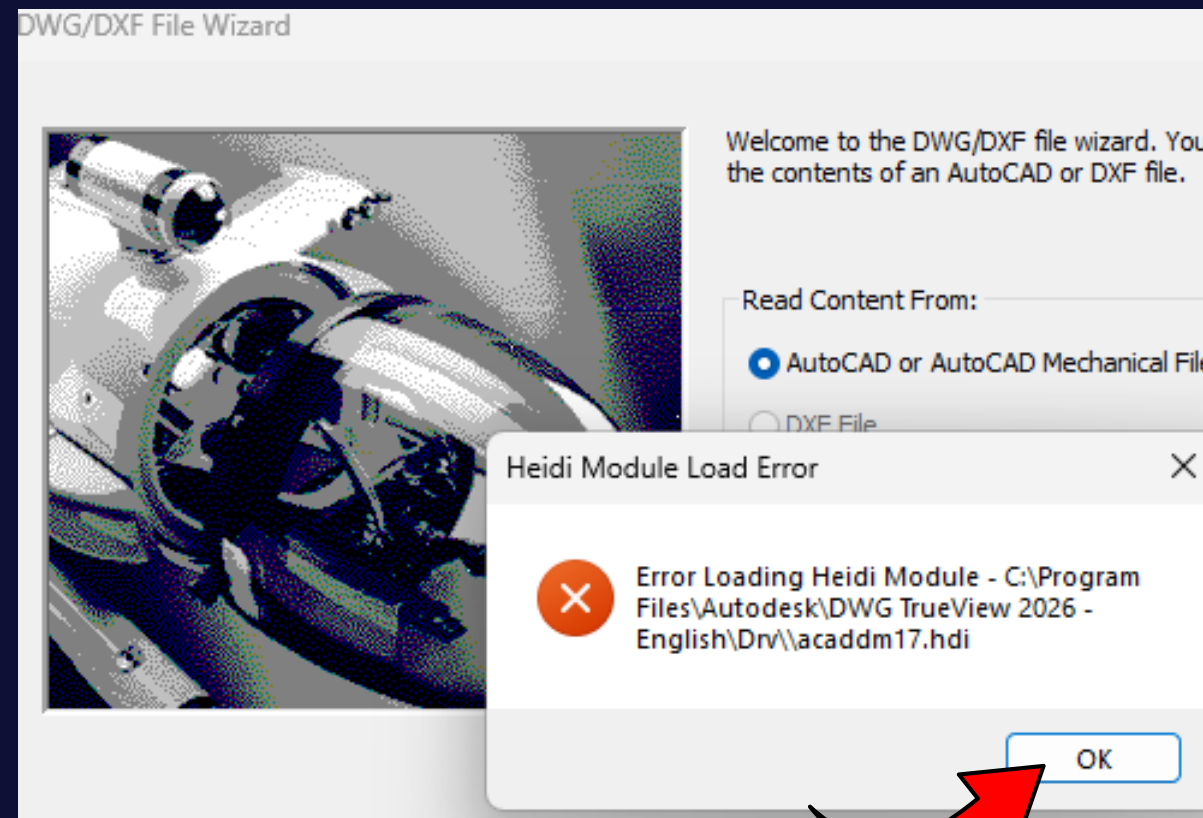 DWG/DXF File Wizard
Welcome to the DWG/DXF file wizard. You
the contents of an AutoCAD or DXF file.
Read Content From:
AutoCAD or AutoCAD Mechanical File
DXF File
Heidi Module Load Error
Error Loading Heidi Module - C:\Program
Files\Autodesk\DWG TrueView 2026 -
English\Drv\\acaddm17.hdi
OK